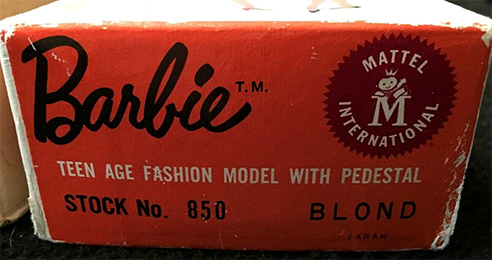 Barbie T.M.
MATTEL
M
INTERNATIONAL
TEEN AGE FASHION MODEL WITH PEDESTAL
STOCK No. 850 BLOND
JAPAN